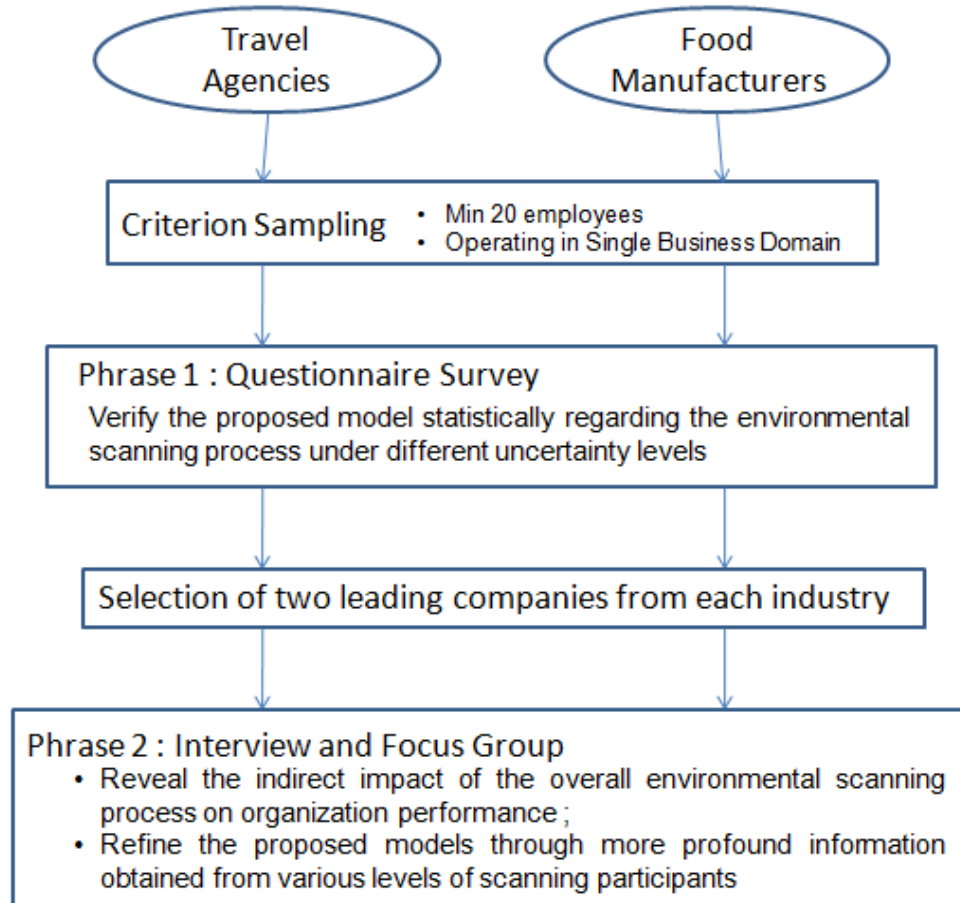 Travel
Agencies
Food
Manufacturers
Criterion Sampling
• Min 20 employees
• Operating in Single Business Domain
Phrase 1 : Questionnaire Survey
Verify the proposed model statistically regarding the environmental
scanning process under different uncertainty levels
Selection of two leading companies from each industry
Phrase 2 : Interview and Focus Group
• Reveal the indirect impact of the overall environmental scanning
process on organization performance ;
• Refine the proposed models through more profound information
obtained from various levels of scanning participants